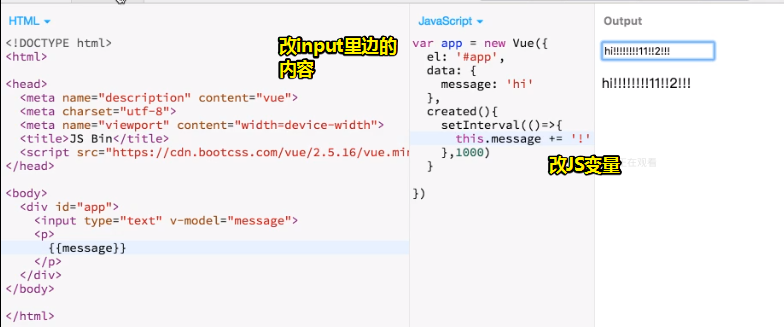 HTML
<!DOCTYPE html>
<html>
<head>
<meta name="description" content="vue">
<meta charset="utf-8">
<meta name="viewport" content="width=device-width">
<title>JS Bin</title>
<script src="https://cdn.bootcss.com/vue/2.5.16/vue.min
</head>
<body>
<div id="app">
<input type="text" v-model="message">
<p>
{{message}}
</p>
</div>
</body>
</html>
改input里边的
内容
JavaScript
var app = new Vue({
el: '#app',
data: {
message: 'hi'
},
created(){
setInterval(()=>{
this.message += '!'
},1000)
}
})
改JS变量
Output
hi!!!!!!!!11!!2!!!
hi!!!!!!!!11!!2!!!
在观看